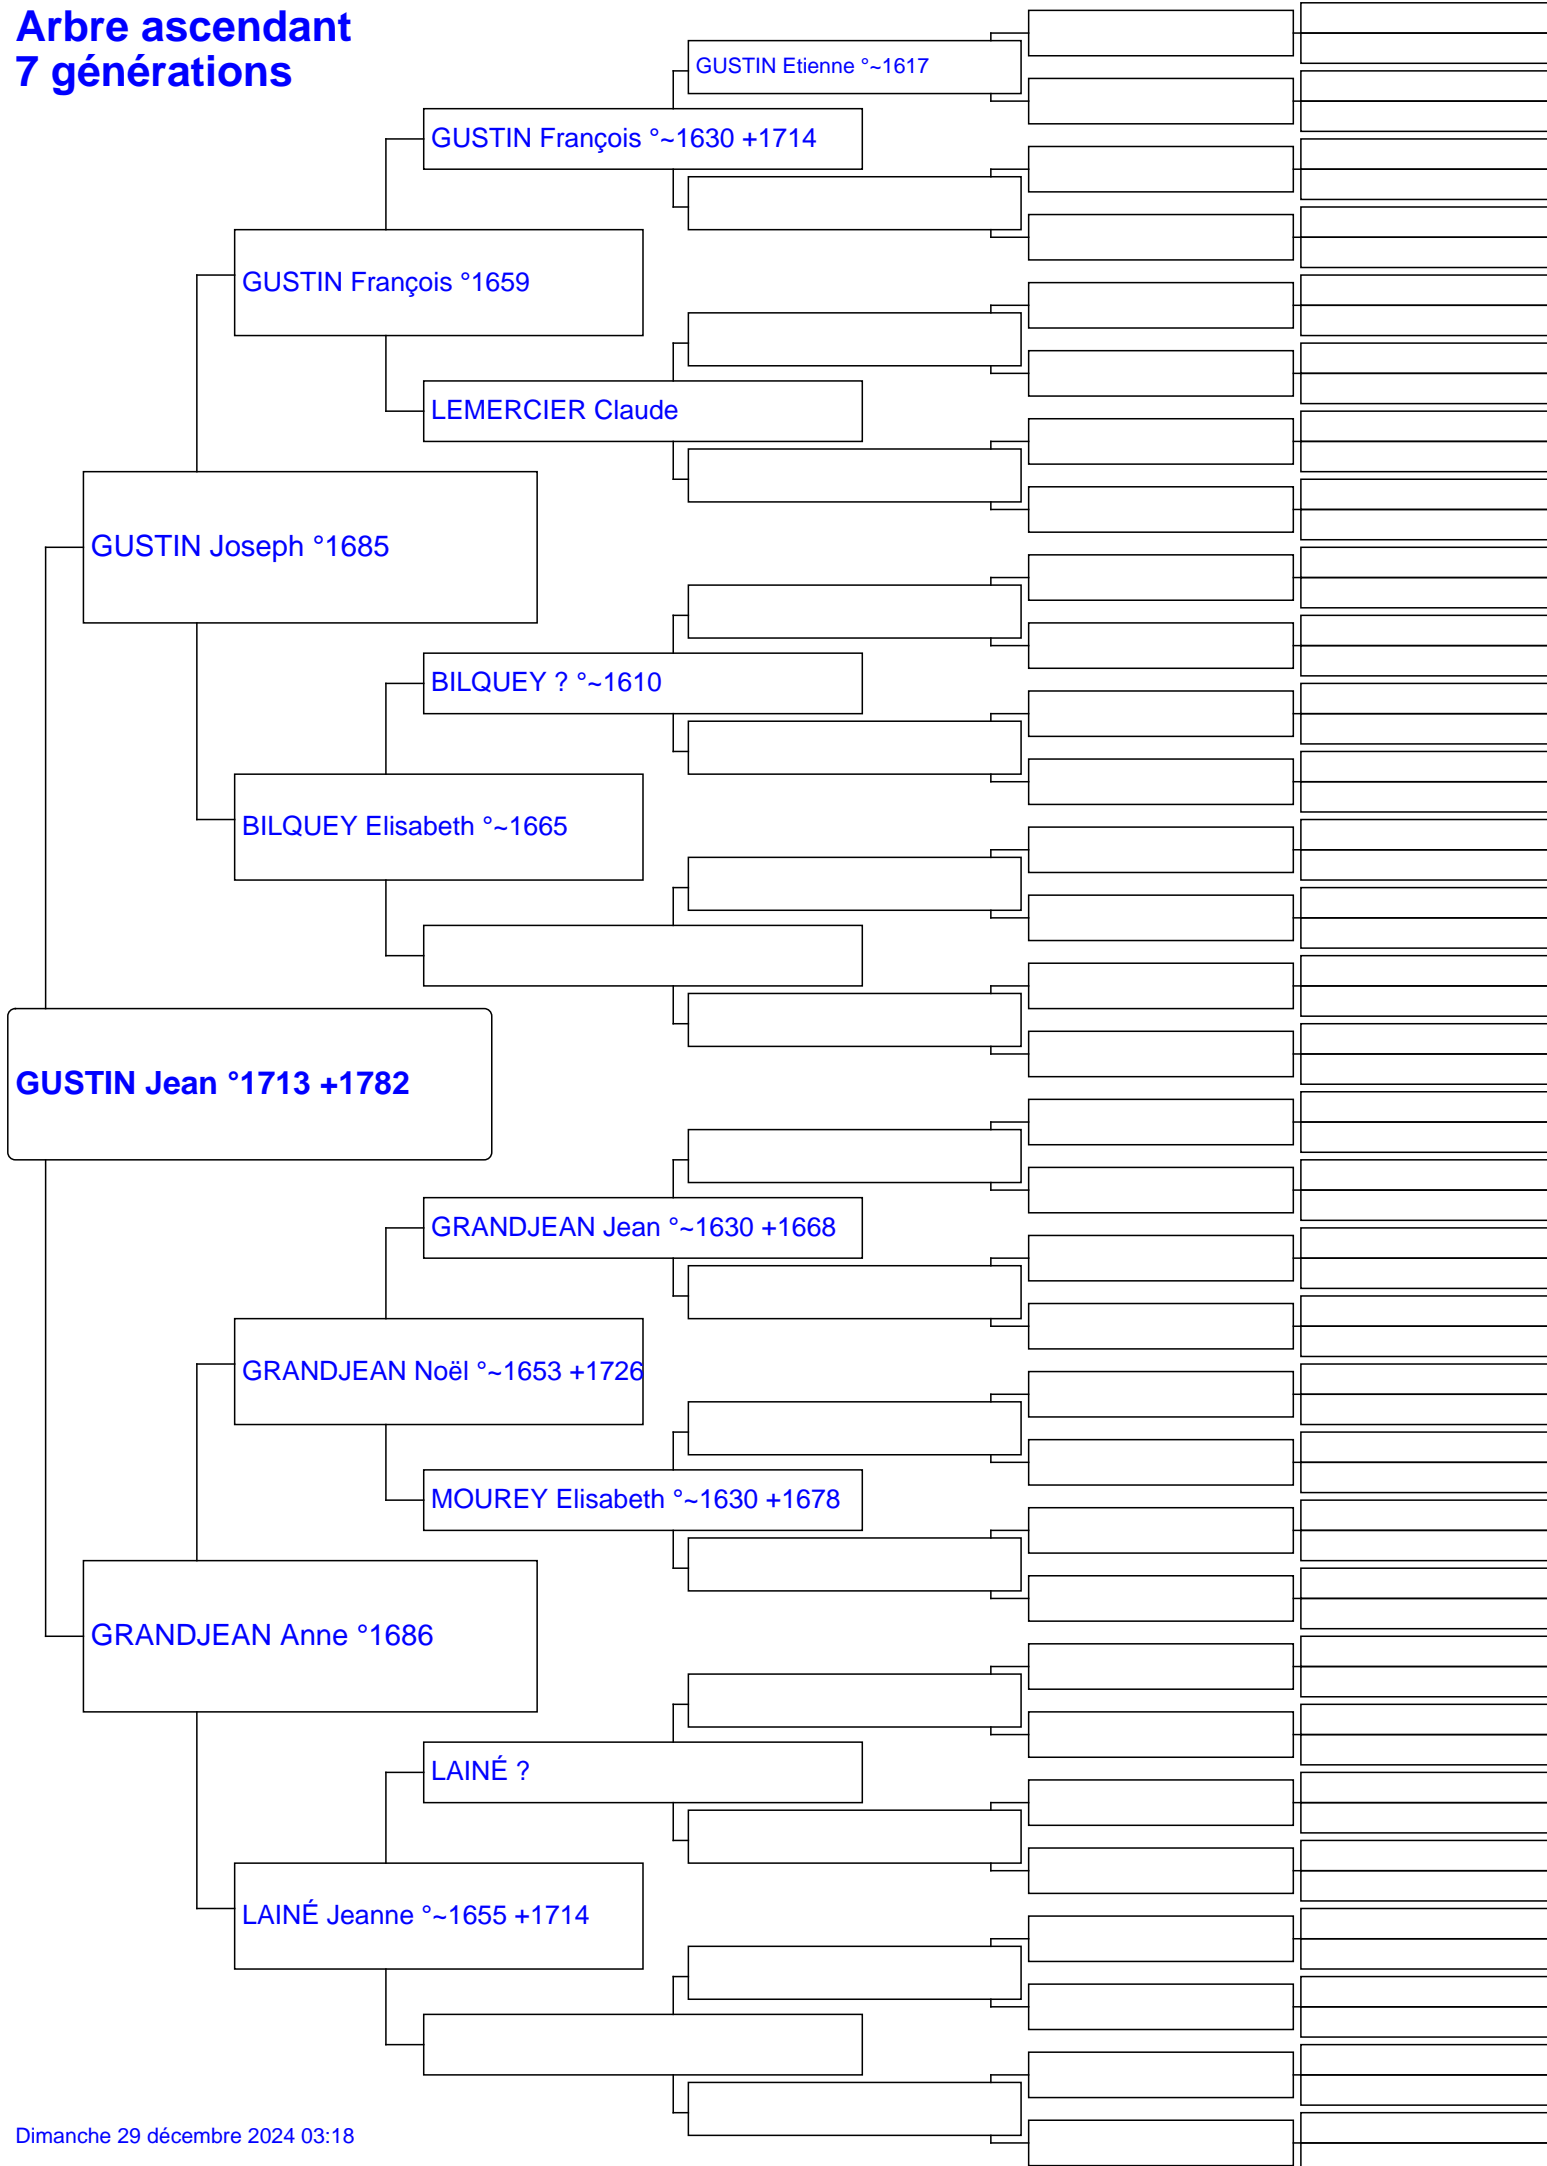 Arbre ascendant
7 générations
GUSTIN Etienne °~1617
GUSTIN François °~1630 +1714
GUSTIN François °1659
LEMERCIER Claude
GUSTIN Joseph °1685
BILQUEY ? °~1610
BILQUEY Elisabeth °~1665
GUSTIN Jean °1713 +1782
GRANDJEAN Jean °~1630 +1668
GRANDJEAN Noël °~1653 +1726
MOUREY Elisabeth °~1630 +1678
GRANDJEAN Anne °1686
LAINÉ ?
LAINÉ Jeanne °~1655 +1714
Dimanche 29 décembre 2024 03:18